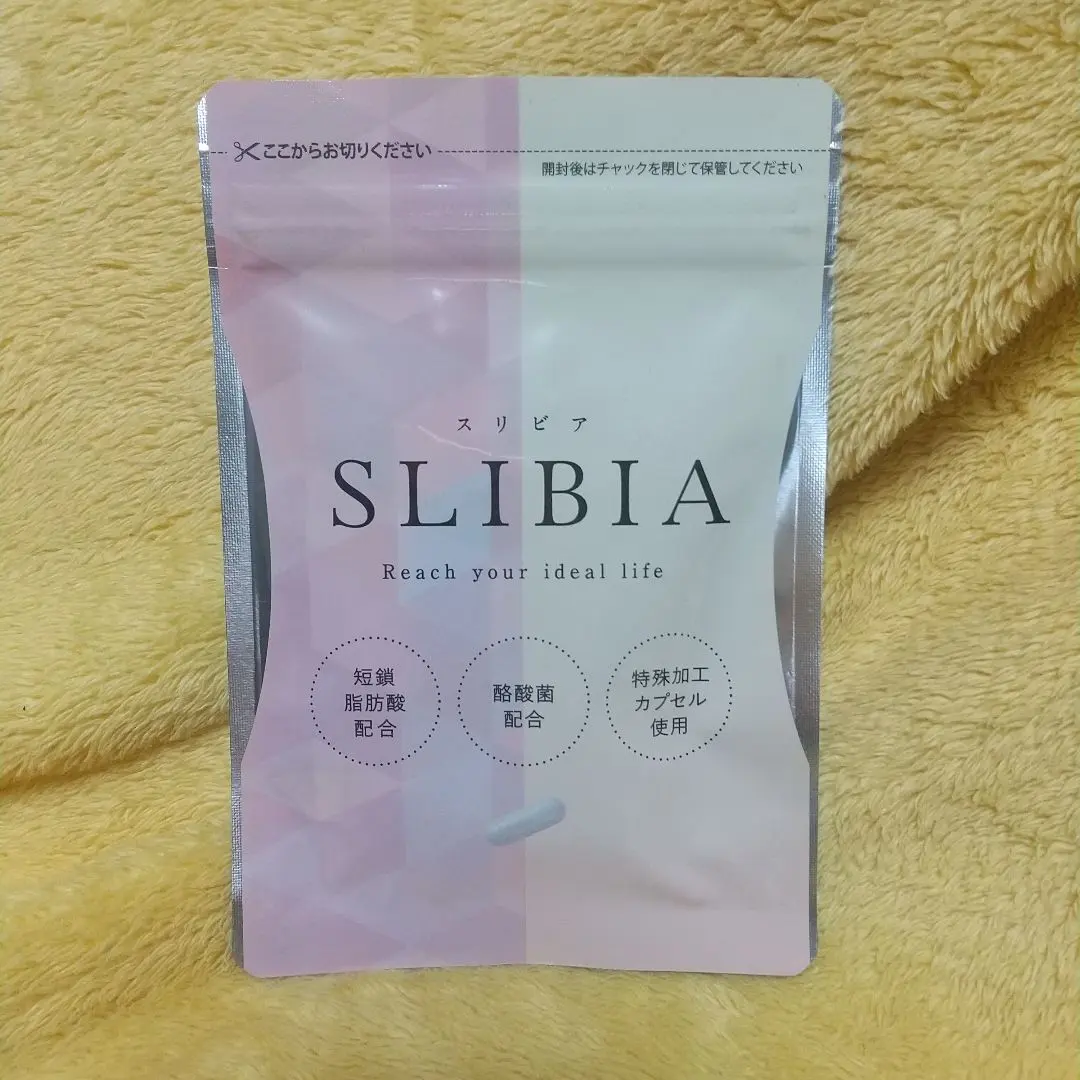 ここからお切りください
開封後はチャックを閉じて保管してください
スリビア
SLIBIA
Reach your ideal life
短鎖
脂肪酸
配合
酪酸菌
配合
特殊加工
カプセル
使用